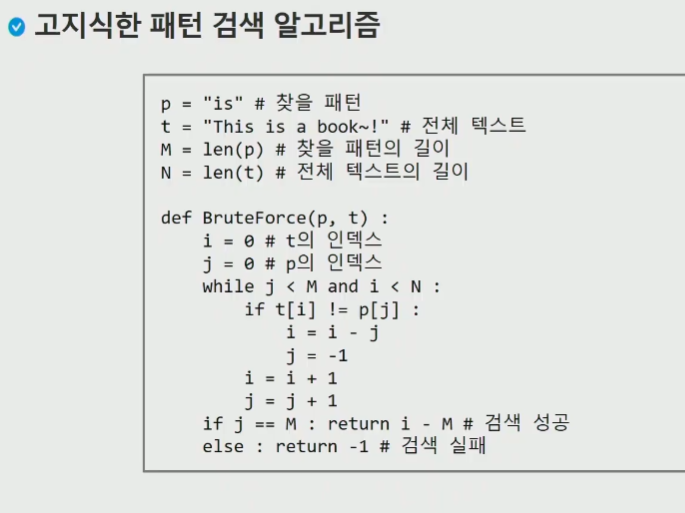 고지식한 패턴 검색 알고리즘
p = "is" # 찾을 패턴
t = "This is a book~!" # 전체 텍스트
M = len(p) # 찾을 패턴의 길이
N = len(t) # 전체 텍스트의 길이
def BruteForce(p, t) :
    i = 0 # t의 인덱스
    j = 0 # p의 인덱스
    while j < M and i < N :
        if t[i] != p[j] :
            i = i - j
            j = -1
        i = i + 1
        j = j + 1
    if j == M : return i - M # 검색 성공
    else : return -1 # 검색 실패